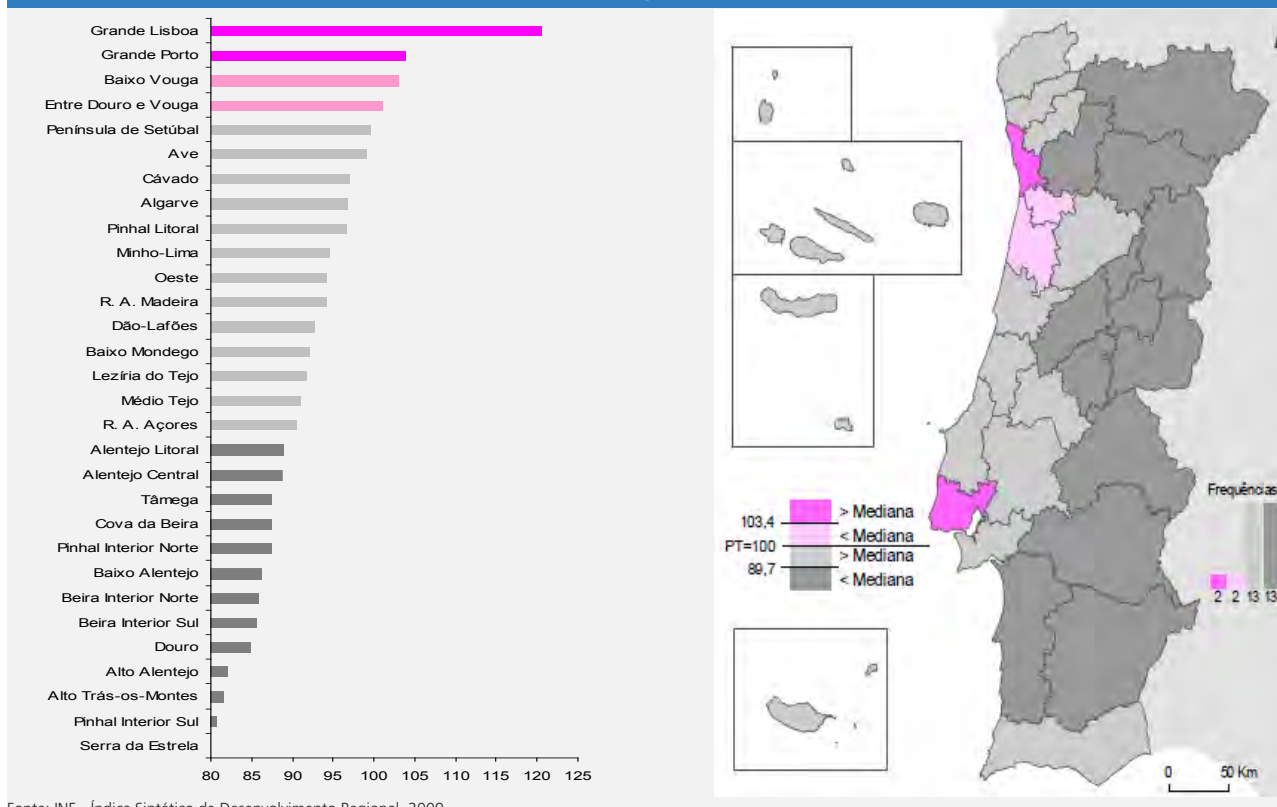 Grande Lisboa
Grande Porto
Baixo Vouga
Entre Douro e Vouga
Península de Setúbal
Ave
Cávado
Algarve
Pinhal Litoral
Minho-Lima
Oeste
R. A. Madeira
Dão-Lafões
Baixo Mondego
Lezíria do Tejo
Médio Tejo
R. A. Açores
Alentejo Litoral
Alentejo Central
Tâmega
Cova da Beira
Pinhal Interior Norte
Baixo Alentejo
Beira Interior Norte
Beira Interior Sul
Douro
Alto Alentejo
Alto Trás-os-Montes
Pinhal Interior Sul
Serra da Estrela
80 85 90 95 100 105 110 115 120 125
> Mediana
103,4
< Mediana
PT=100
> Mediana
89,7
< Mediana
Frequências
2 2 13 13
0 50 Km